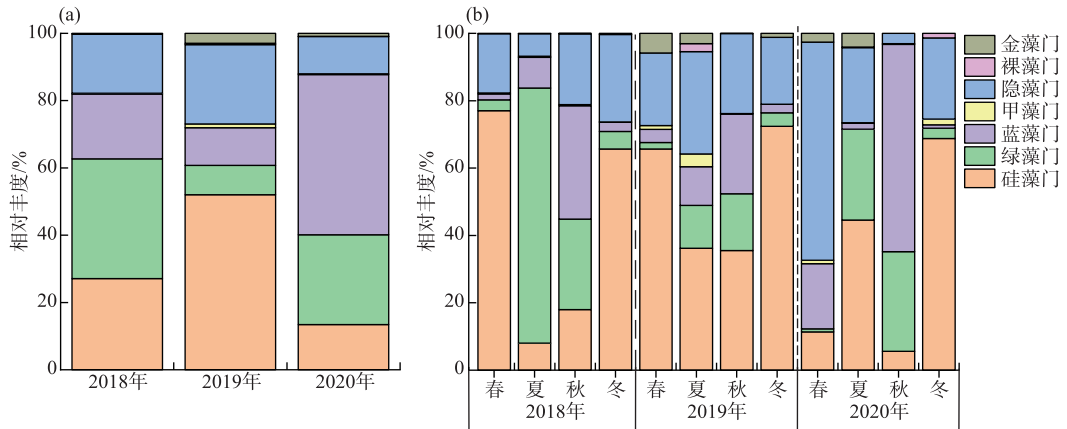 (a)
100
80
60
40
20
0
相对丰度/%
2018年 2019年 2020年
(b)
100
80
60
40
20
0
相对丰度/%
春 夏 秋 冬 春 夏 秋 冬 春 夏 秋 冬
2018年 2019年 2020年
金藻门
裸藻门
隐藻门
甲藻门
蓝藻门
绿藻门
硅藻门